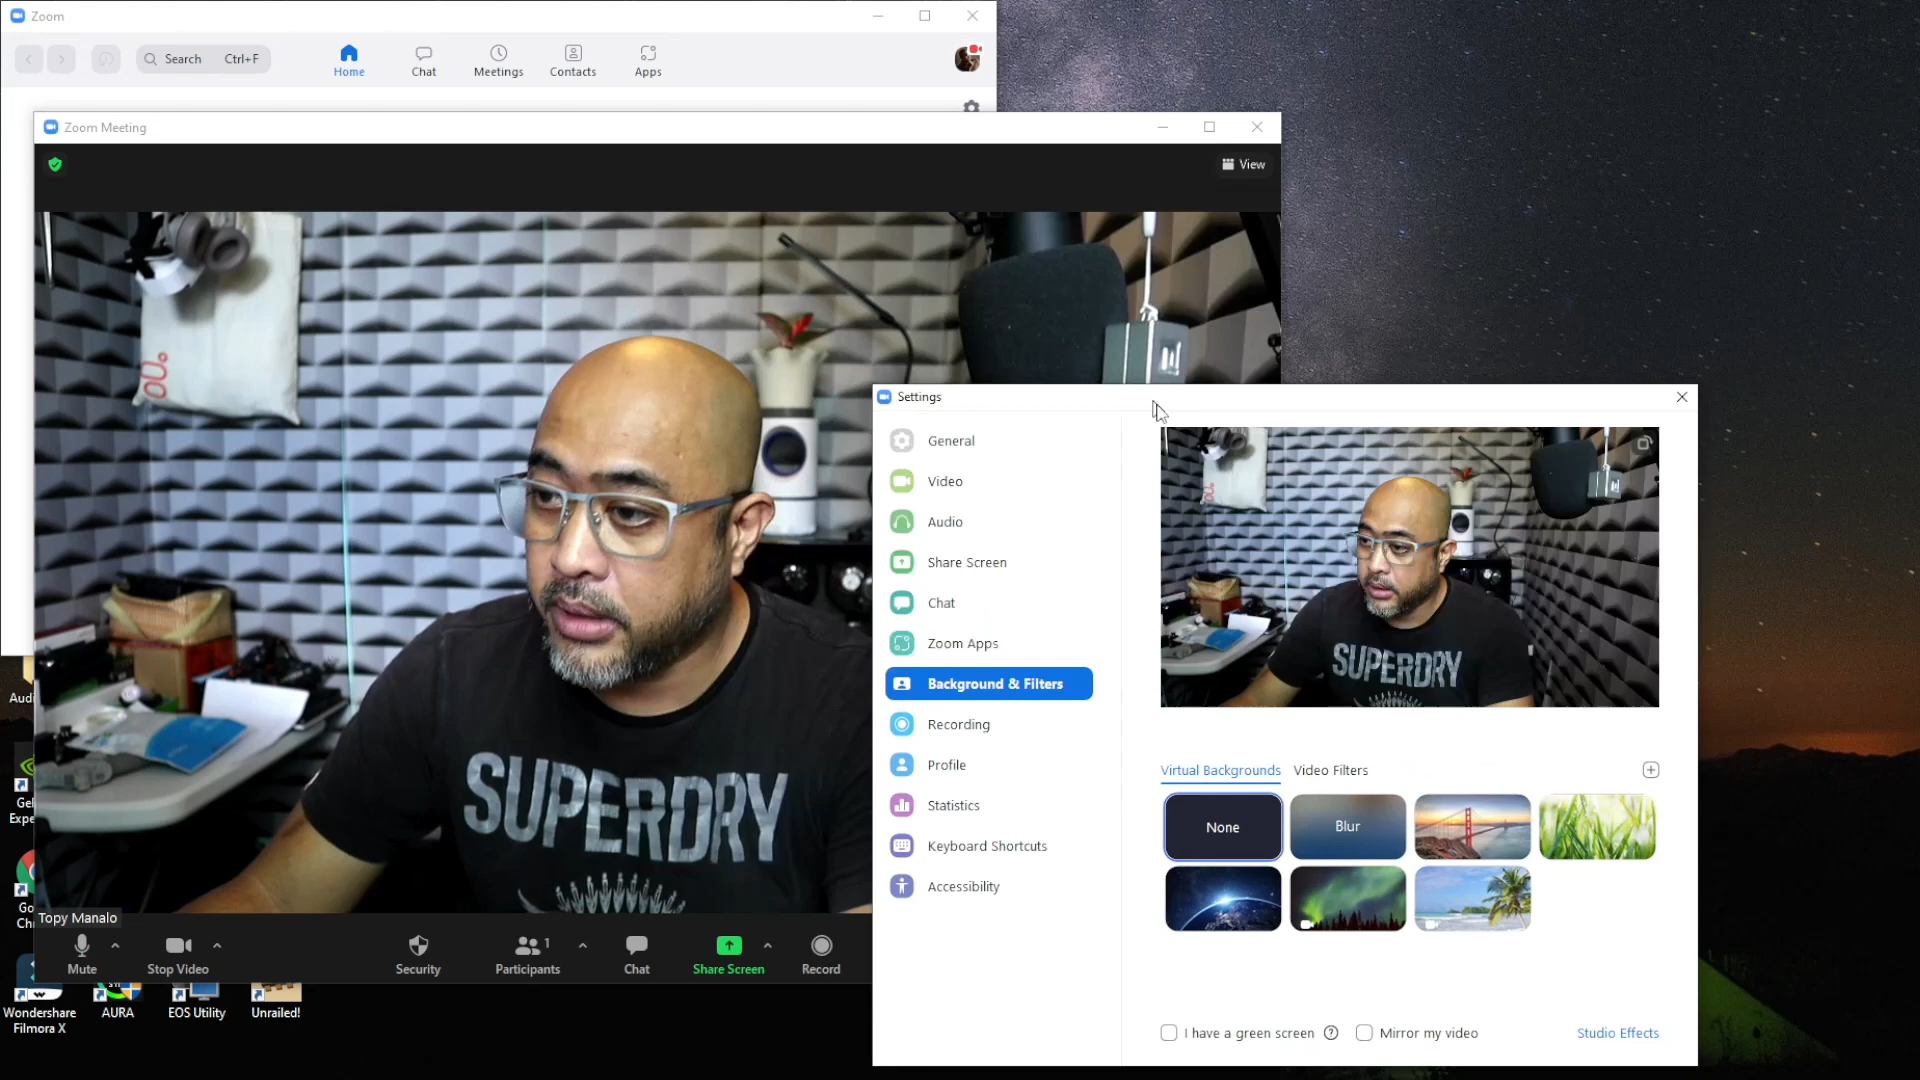 Zoom
Search Ctrl+F
Home
Chat
Meetings
Contacts
Apps
Zoom Meeting
View
SUPERDRY
Topy Manalo
Mute
Stop Video
Security
1
Participants
Chat
Share Screen
Record
Settings
General
Video
Audio
Share Screen
Chat
Zoom Apps
Background & Filters
Recording
Profile
Statistics
Keyboard Shortcuts
Accessibility
SUPERDRY
Virtual Backgrounds Video Filters
None
Blur
I have a green screen ? Mirror my video
Studio Effects
Wondershare
Filmora X
AURA
EOS Utility
Unrailed!